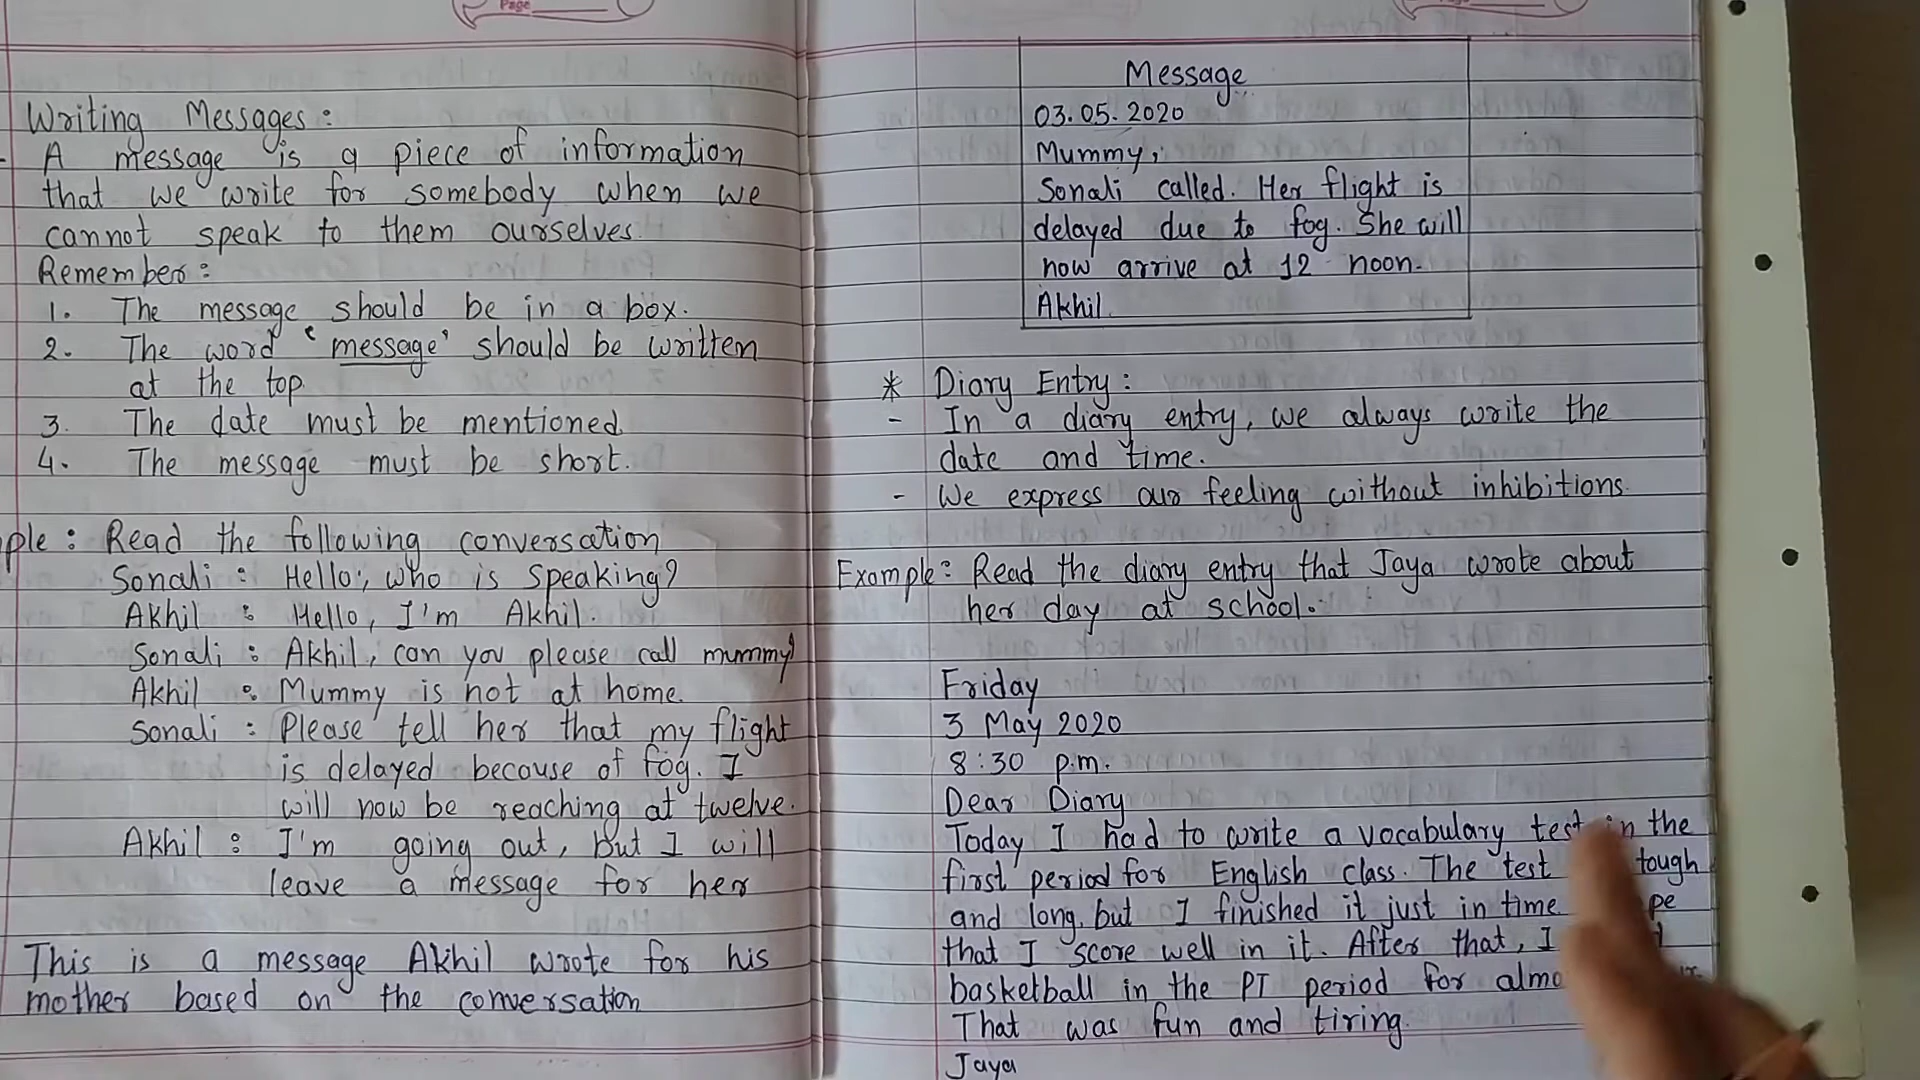 Page
Writing Messages:
- A message is a piece of information
that we write for somebody when we
cannot speak to them ourselves.
Remember:
1. The message should be in a box.
2. The word 'message' should be written
at the top.
3. The date must be mentioned.
4. The message must be short.
ple: Read the following conversation
Sonali: Hello, who is speaking?
Akhil: Hello, I'm Akhil.
Sonali: Akhil, can you please call mummy?
Akhil: Mummy is not at home.
Sonali: Please tell her that my flight
is delayed because of fog. I
will now be reaching at twelve.
Akhil: I'm going out, but I will
leave a message for her
This is a message Akhil wrote for his
mother based on the conversation
Message
03.05.2020
Mummy,
Sonali called. Her flight is
delayed due to fog. She will
now arrive at 12 noon.
Akhil.
* Diary Entry:
- In a diary entry, we always write the
date and time.
- We express our feeling without inhibitions.
Example: Read the diary entry that Jaya wrote about
her day at school.
Friday
3 May 2020
8:30 p.m.
Dear Diary
Today I had to write a vocabulary test in the
first period for English class. The test tough
and long, but I finished it just in time pe
that I score well in it. After that, I
basketball in the PT period for almo
That was fun and tiring.
Jaya